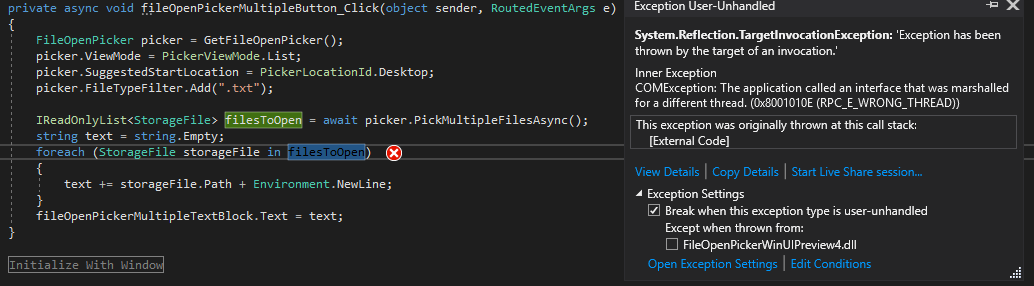 private async void fileOpenPickerMultipleButton_Click(object sender, RoutedEventArgs e)
{
FileOpenPicker picker = GetFileOpenPicker();
picker.ViewMode = PickerViewMode.List;
picker.SuggestedStartLocation = PickerLocationId.Desktop;
picker.FileTypeFilter.Add(".txt");
IReadOnlyList<StorageFile> filesToOpen = await picker.PickMultipleFilesAsync();
string text = string.Empty;
foreach (StorageFile storageFile in filesToOpen)
{
text += storageFile.Path + Environment.NewLine;
}
fileOpenPickerMultipleTextBlock.Text = text;
}
Initialize With Window
Exception User-Unhandled
System.Reflection.TargetInvocationException: 'Exception has been
thrown by the target of an invocation.'
Inner Exception
COMException: The application called an interface that was marshalled
for a different thread. (0x8001010E (RPC_E_WRONG_THREAD))
This exception was originally thrown at this call stack:
[External Code]
View Details | Copy Details | Start Live Share session...
Exception Settings
Break when this exception type is user-unhandled
Except when thrown from:
FileOpenPickerWinUIPreview4.dll
Open Exception Settings | Edit Conditions